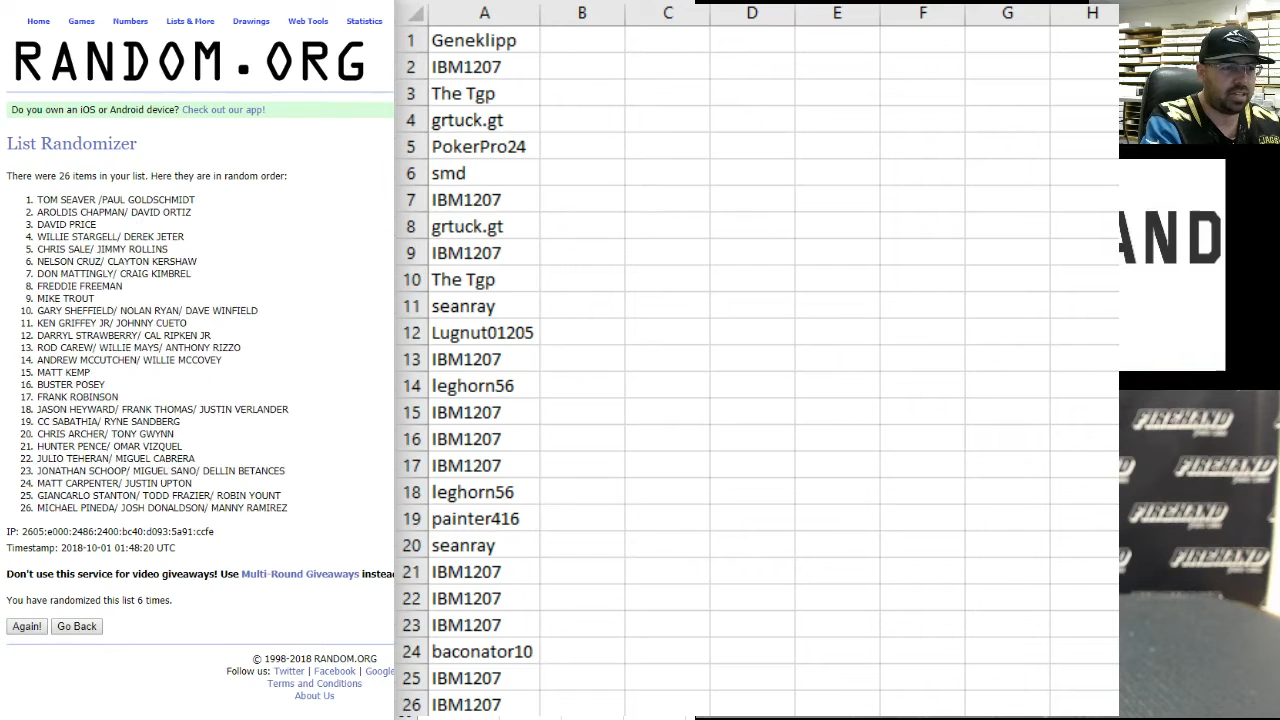 Home Games Numbers Lists & More Drawings Web Tools Statistics
RANDOM.ORG
Do you own an iOS or Android device? Check out our app!
List Randomizer
There were 26 items in your list. Here they are in random order:
1. TOM SEAVER /PAUL GOLDSCHMIDT
2. AROLDIS CHAPMAN/ DAVID ORTIZ
3. DAVID PRICE
4. WILLIE STARGELL/ DEREK JETER
5. CHRIS SALE/ JIMMY ROLLINS
6. NELSON CRUZ/ CLAYTON KERSHAW
7. DON MATTINGLY/ CRAIG KIMBREL
8. FREDDIE FREEMAN
9. MIKE TROUT
10. GARY SHEFFIELD/ NOLAN RYAN/ DAVE WINFIELD
11. KEN GRIFFEY JR/ JOHNNY CUETO
12. DARRYL STRAWBERRY/ CAL RIPKEN JR
13. ROD CAREW/ WILLIE MAYS/ ANTHONY RIZZO
14. ANDREW MCCUTCHEN/ WILLIE MCCOVEY
15. MATT KEMP
16. BUSTER POSEY
17. FRANK ROBINSON
18. JASON HEYWARD/ FRANK THOMAS/ JUSTIN VERLANDER
19. CC SABATHIA/ RYNE SANDBERG
20. CHRIS ARCHER/ TONY GWYNN
21. HUNTER PENCE/ OMAR VIZQUEL
22. JULIO TEHERAN/ MIGUEL CABRERA
23. JONATHAN SCHOOP/ MIGUEL SANO/ DELLIN BETANCES
24. MATT CARPENTER/ JUSTIN UPTON
25. GIANCARLO STANTON/ TODD FRAZIER/ ROBIN YOUNT
26. MICHAEL PINEDA/ JOSH DONALDSON/ MANNY RAMIREZ
IP: 2605:e000:2486:2400:bc40:d093:5a91:ccfe
Timestamp: 2018-10-01 01:48:20 UTC
Don't use this service for video giveaways! Use Multi-Round Giveaways instead
You have randomized this list 6 times.
Again! Go Back
© 1998-2018 RANDOM.ORG
Follow us: Twitter | Facebook | Google
Terms and Conditions
About Us
A B C D E F G H
1 Geneklipp
2 IBM1207
3 The Tgp
4 grtuck.gt
5 PokerPro24
6 smd
7 IBM1207
8 grtuck.gt
9 IBM1207
10 The Tgp
11 seanray
12 Lugnut01205
13 IBM1207
14 leghorn56
15 IBM1207
16 IBM1207
17 IBM1207
18 leghorn56
19 painter416
20 seanray
21 IBM1207
22 IBM1207
23 IBM1207
24 baconator10
25 IBM1207
26 IBM1207
AND
FIREHAND
FIREHAND
FIREHAND
FIREHAND